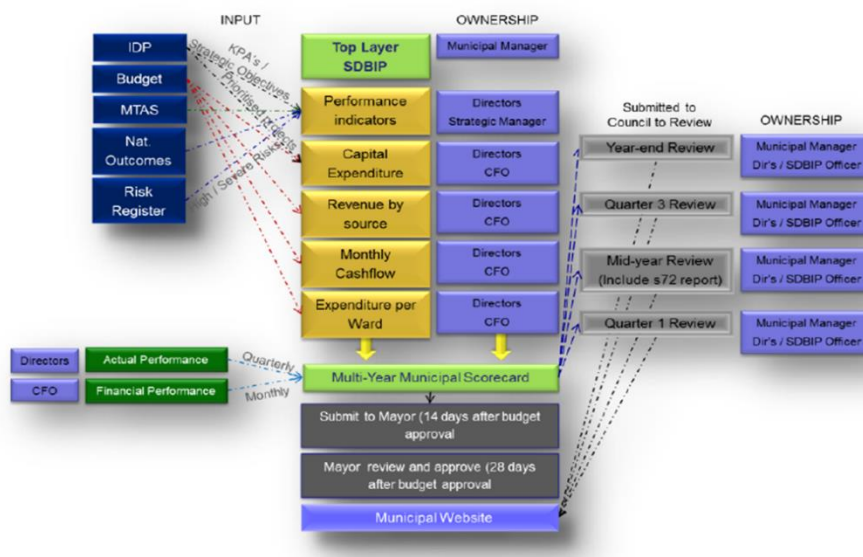 INPUT
OWNERSHIP
IDP
Budget
MTAS
Nat.
Outcomes
Risk
Register
KPA's /
Strategic Objectives
Prioritised Projects
High / Severe Risks
Top Layer
SDBIP
Municipal Manager
Performance
indicators
Directors
Strategic Manager
Capital
Expenditure
Directors
CFO
Revenue by
source
Directors
CFO
Monthly
Cashflow
Directors
CFO
Expenditure per
Ward
Directors
CFO
Submitted to
Council to Review
OWNERSHIP
Year-end Review
Municipal Manager
Dir's / SDBIP Officer
Quarter 3 Review
Municipal Manager
Dir's / SDBIP Officer
Mid-year Review
(Include s72 report)
Municipal Manager
Dir's / SDBIP Officer
Quarter 1 Review
Municipal Manager
Dir's / SDBIP Officer
Directors
Actual Performance
Quarterly
CFO
Financial Performance
Monthly
Multi-Year Municipal Scorecard
Submit to Mayor (14 days after budget
approval
Mayor review and approve (28 days
after budget approval
Municipal Website